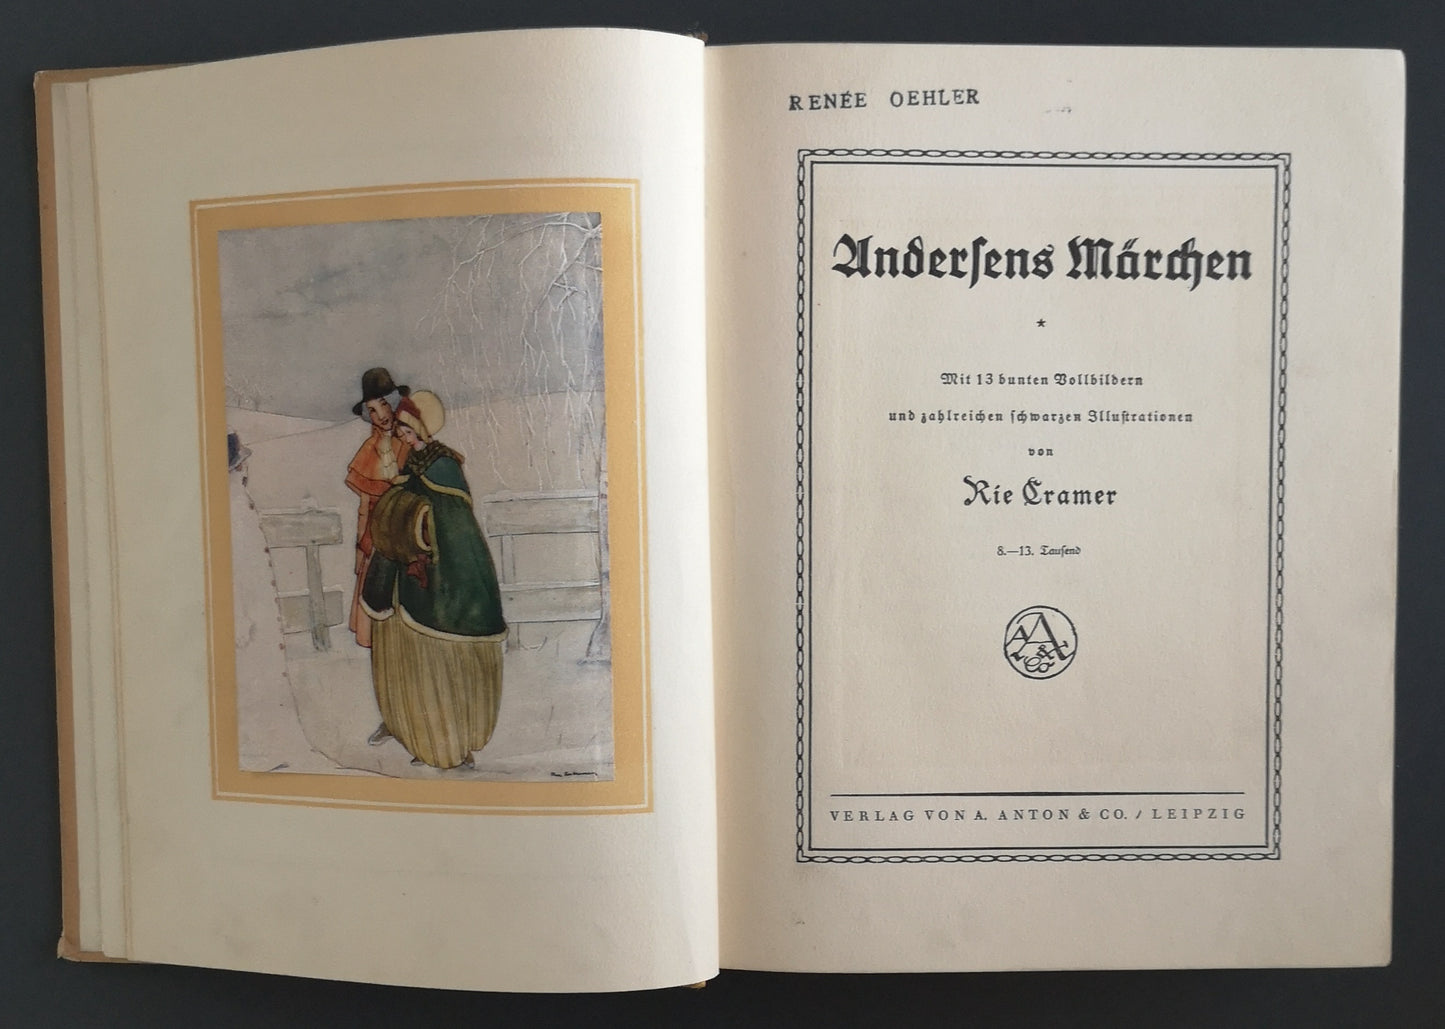 RENÉE OEHLER
Anderſens Märchen
Mit 13 bunten Vollbildern
und zahlreichen ſchwarzen Illuſtrationen
von
Rie Cramer
8.—13. Tauſend
A. A. & Co
VERLAG VON A. ANTON & CO. / LEIPZIG